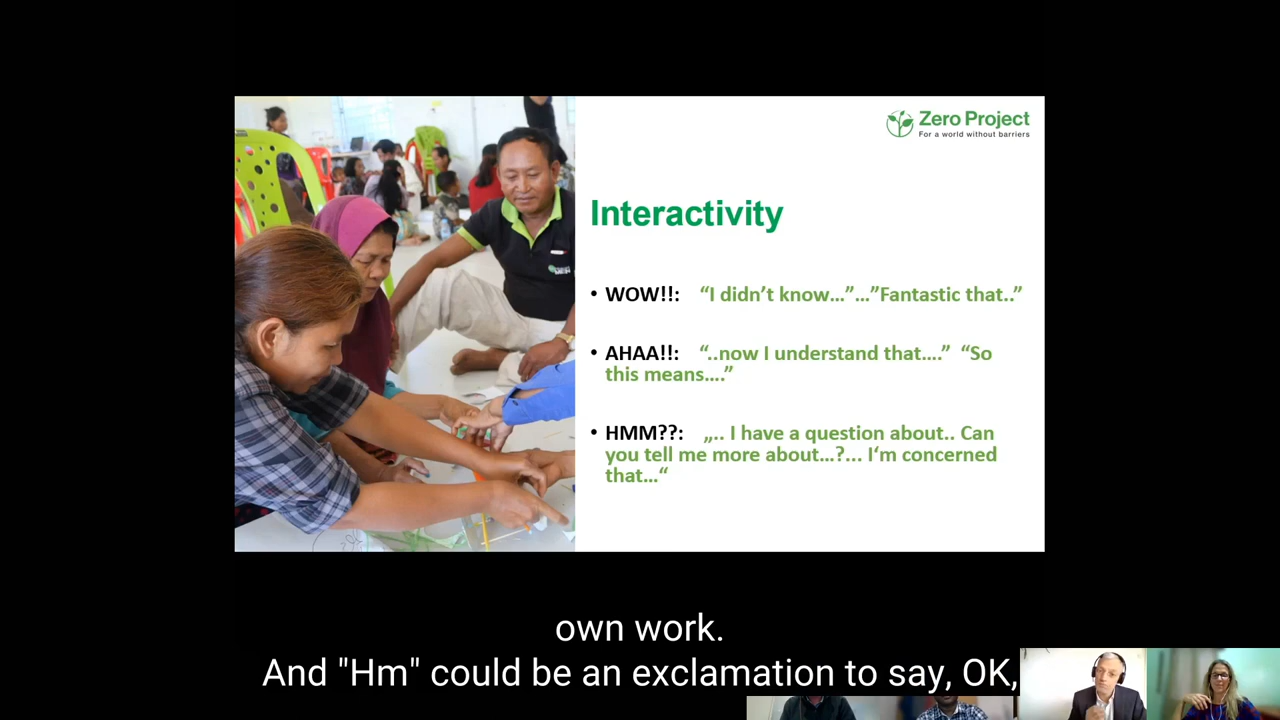 Zero Project
For a world without barriers
Interactivity
• WOW!!: “I didn’t know…”…”Fantastic that..”
• AHAA!!: “..now I understand that….” “So
this means….”
• HMM??: „.. I have a question about.. Can
you tell me more about…?... I‘m concerned
that…“
own work.
And "Hm" could be an exclamation to say, OK,